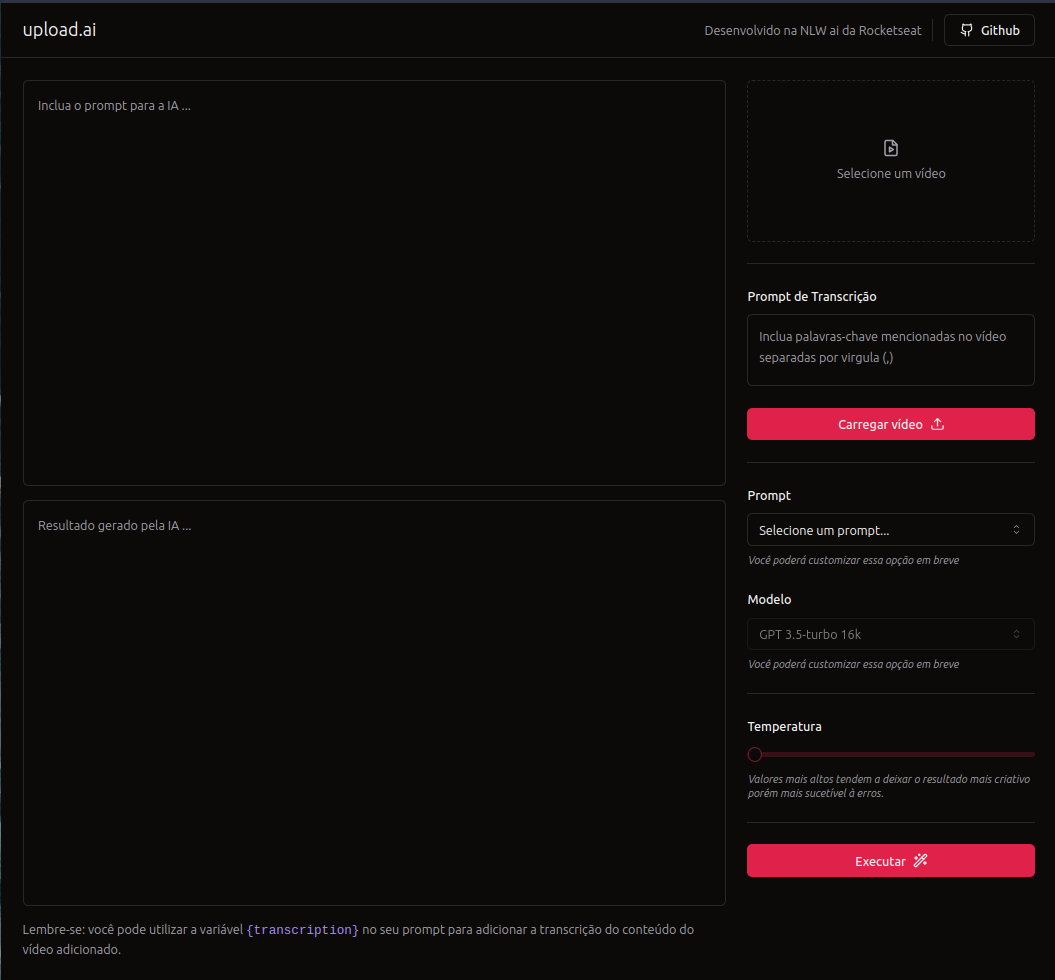 upload.ai
Desenvolvido na NLW ai da Rocketseat
Github
Inclua o prompt para a IA ...
Resultado gerado pela IA ...
Lembre-se: você pode utilizar a variável {transcription} no seu prompt para adicionar a transcrição do conteúdo do
vídeo adicionado.
Selecione um vídeo
Prompt de Transcrição
Inclua palavras-chave mencionadas no vídeo
separadas por virgula (,)
Carregar vídeo
Prompt
Selecione um prompt...
Você poderá customizar essa opção em breve
Modelo
GPT 3.5-turbo 16k
Você poderá customizar essa opção em breve
Temperatura
Valores mais altos tendem a deixar o resultado mais criativo
porém mais sucetível à erros.
Executar